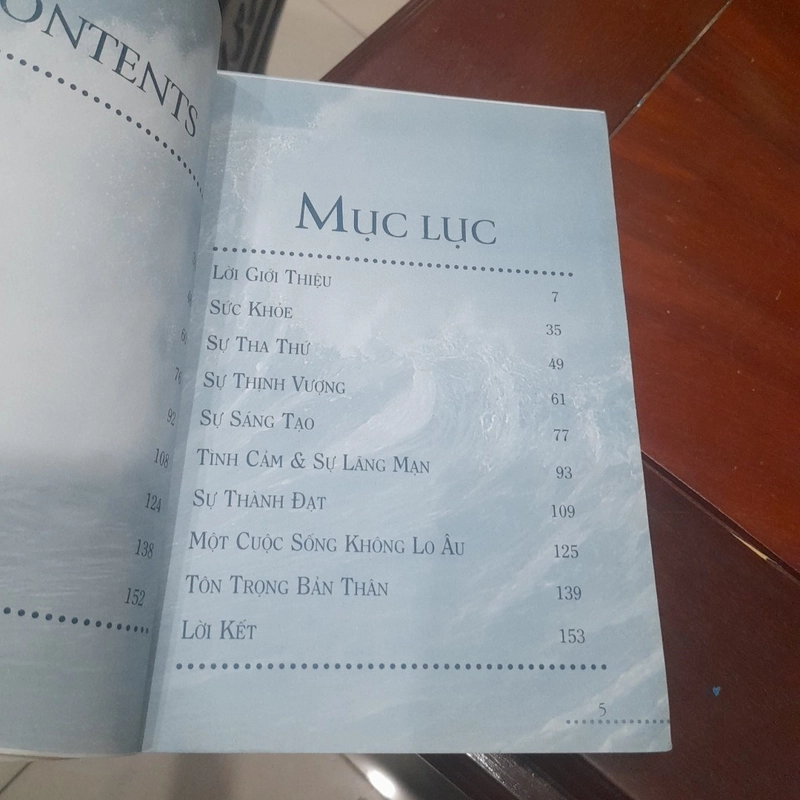 CONTENTS
76
92
108
124
138
152
MỤC LỤC
LỜI GIỚI THIỆU 7
SỨC KHỎE 35
SỰ THA THỨ 49
SỰ THỊNH VƯỢNG 61
SỰ SÁNG TẠO 77
TÌNH CẢM & SỰ LÃNG MẠN 93
SỰ THÀNH ĐẠT 109
MỘT CUỘC SỐNG KHÔNG LO ÂU 125
TÔN TRỌNG BẢN THÂN 139
LỜI KẾT 153
5